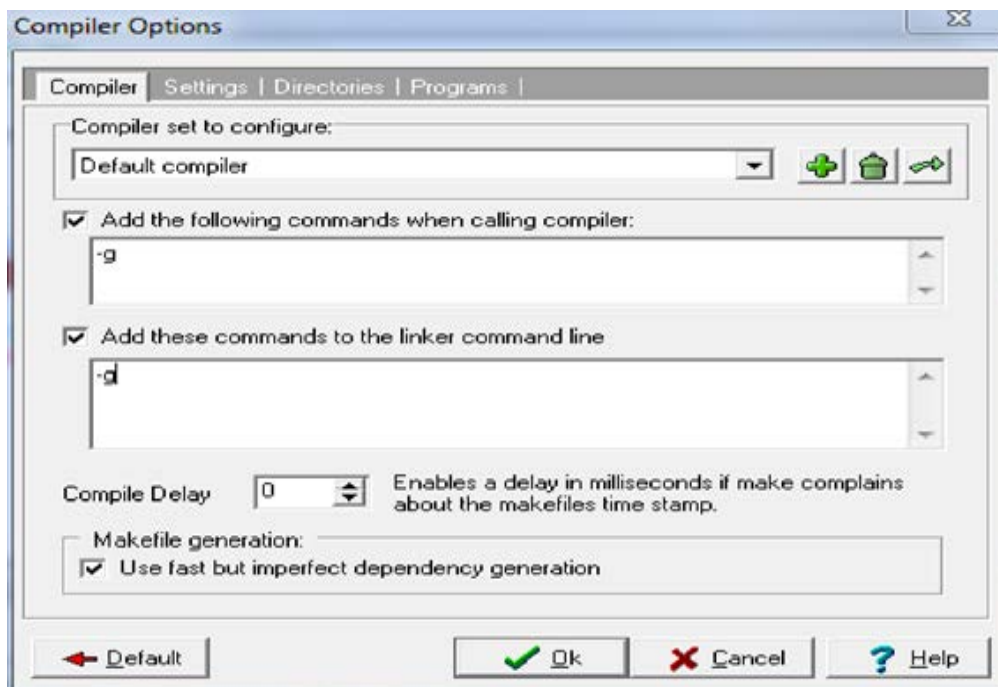 Compiler Options
Compiler Settings | Directories | Programs |
Compiler set to configure:
Default compiler
Add the following commands when calling compiler:
-g
Add these commands to the linker command line
-g
Compile Delay 0 Enables a delay in milliseconds if make complains
about the makefiles time stamp.
Makefile generation:
Use fast but imperfect dependency generation
Default Ok Cancel Help